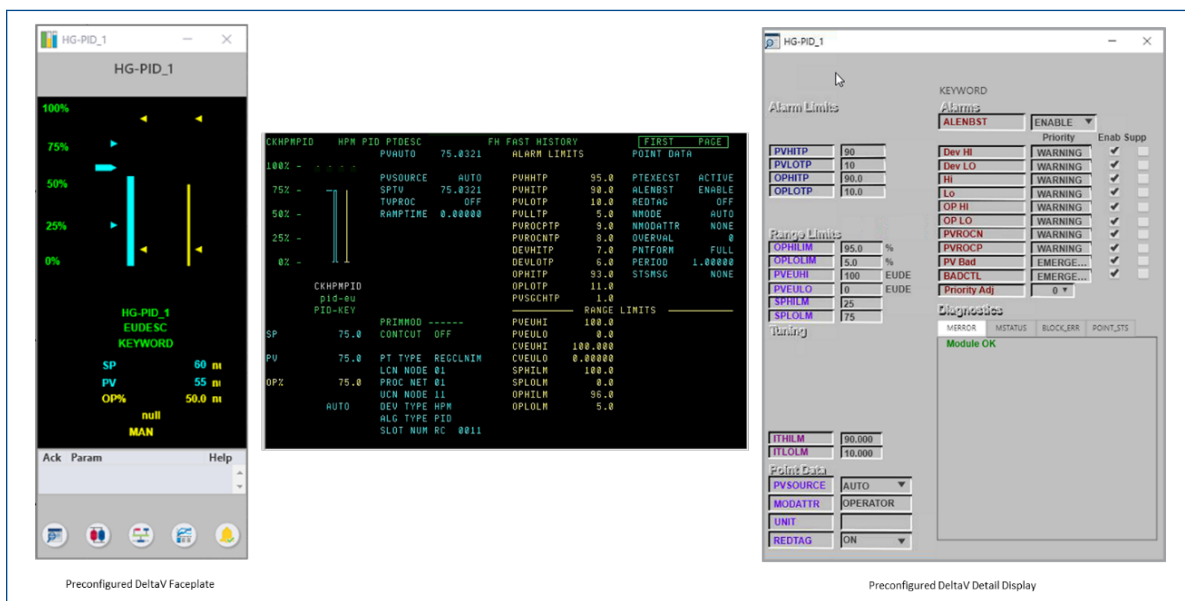 HG-PID_1
HG-PID_1
100%
75%
50%
25%
0%
HG-PID_1
EUDESC
KEYWORD
SP 60
PV 55
OP% 50.0
null
MAN
Ack Param Help
Preconfigured DeltaV Faceplate
CKHPMPID HPM PID PTDESC FH FAST HISTORY FIRST PAGE
PVAUTO 75.0321 ALARM LIMITS POINT DATA
100% - - - - -
PVSOURCE AUTO PVHHTP 95.0 PTEXECST ACTIVE
75% - SPTV 75.0321 PVHITP 90.0 ALENBST ENABLE
TVPROC OFF PVLOTP 10.0 REDTAG OFF
50% - RAMPTIME 0.00000 PVLLTP 5.0 NMODE AUTO
PVROCPTP 9.0 NMODATTR NONE
25% - PVROCNTP 8.0 OVERVAL 0
DEVHITP 7.0 PNTFORM FULL
0% - DEVLOTP 6.0 PERIOD 1.00000
OPHITP 93.0 STSMSG NONE
CKHPMPID OPLOTP 11.0
pid-eu PVSGCHTP 1.0
PID-KEY RANGE LIMITS
PRIMMOD ------ PVEUHI 100.0
SP 75.0 CONTCUT OFF PVEULO 0.0
CVEUHI 100.000
PV 75.0 PT TYPE REGCLNIM CVEULO 0.00000
LCN NODE 01 SPHILM 100.0
OP% 75.0 PROC NET 01 SPLOLM 0.0
UCN NODE 11 OPHILM 96.0
AUTO DEV TYPE HPM OPLOLM 5.0
ALG TYPE PID
SLOT NUM RC 0011
HG-PID_1
KEYWORD
Alarm Limits Alarms
ALENBST ENABLE
Priority Enab Supp
PVHITP 90 Dev HI WARNING
PVLOTP 10 Dev LO WARNING
OPHITP 90.0 Hi WARNING
OPLOTP 10.0 Lo WARNING
OP HI WARNING
OP LO WARNING
Range Limits PVROCN WARNING
OPHILIM 95.0 % PVROCP WARNING
OPLOLIM 5.0 % PV Bad EMERGE...
PVEUHI 100 EUDE BADCTL EMERGE...
PVEULO 0 EUDE Priority Adj 0
SPHILM 25
SPLOLM 75 Diagnostics
Tuning MERROR MSTATUS BLOCK_ERR POINT_STS
Module OK
ITHILM 90.000
ITLOLM 10.000
Point Data
PVSOURCE AUTO
MODATTR OPERATOR
UNIT
REDTAG ON
Preconfigured DeltaV Detail Display